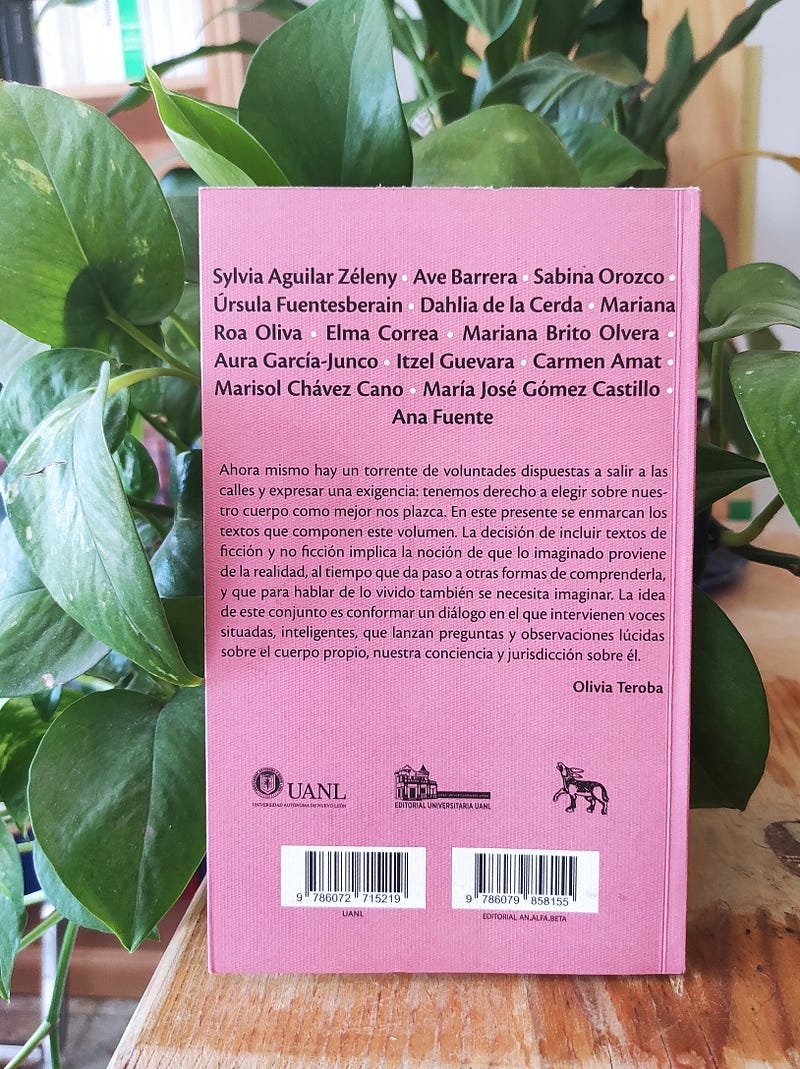 Sylvia Aguilar Zéleny • Ave Barrera • Sabina Orozco •
Úrsula Fuentesberain • Dahlia de la Cerda • Mariana
Roa Oliva • Elma Correa • Mariana Brito Olvera •
Aura García-Junco • Itzel Guevara • Carmen Amat •
Marisol Chávez Cano • María José Gómez Castillo •
Ana Fuente
Ahora mismo hay un torrente de voluntades dispuestas a salir a las
calles y expresar una exigencia: tenemos derecho a elegir sobre nues-
tro cuerpo como mejor nos plazca. En este presente se enmarcan los
textos que componen este volumen. La decisión de incluir textos de
ficción y no ficción implica la noción de que lo imaginado proviene
de la realidad, al tiempo que da paso a otras formas de comprenderla,
y que para hablar de lo vivido también se necesita imaginar. La idea
de este conjunto es conformar un diálogo en el que intervienen voces
situadas, inteligentes, que lanzan preguntas y observaciones lúcidas
sobre el cuerpo propio, nuestra conciencia y jurisdicción sobre él.
Olivia Teroba
UANL
UNIVERSIDAD AUTÓNOMA DE NUEVO LEÓN
EDITORIAL UNIVERSITARIA UANL
9 786072 715219
UANL
9 786079 858155
EDITORIAL AN.ALFA.BETA